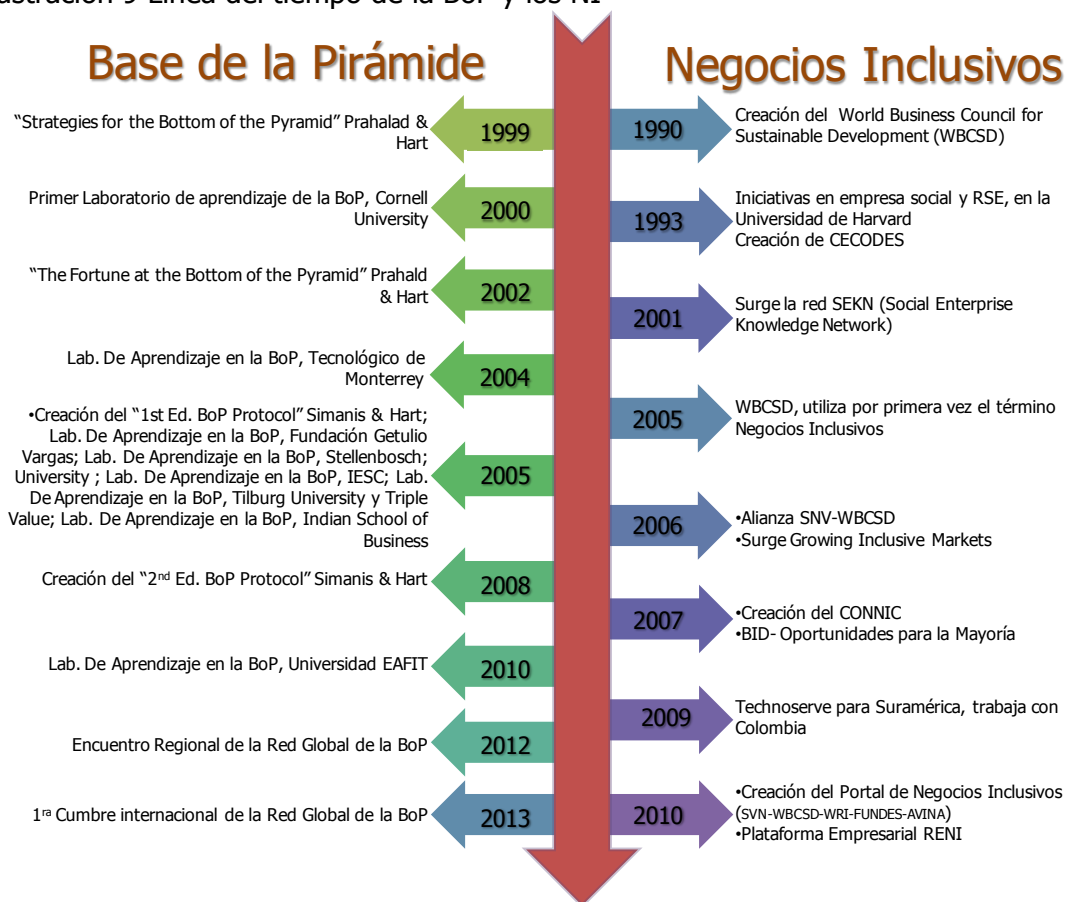 Ilustración 9 Línea del tiempo de la BoP y los NI
Base de la Pirámide
"Strategies for the Bottom of the Pyramid" Prahalad &
Hart
1999
Primer Laboratorio de aprendizaje de la BoP, Cornell
University
2000
"The Fortune at the Bottom of the Pyramid" Prahald
& Hart
2002
Lab. De Aprendizaje en la BoP, Tecnológico de
Monterrey
2004
•Creación del "1st Ed. BoP Protocol" Simanis & Hart;
Lab. De Aprendizaje en la BoP, Fundación Getulio
Vargas; Lab. De Aprendizaje en la BoP, Stellenbosch;
University ; Lab. De Aprendizaje en la BoP, IESC; Lab.
De Aprendizaje en la BoP, Tilburg University y Triple
Value; Lab. De Aprendizaje en la BoP, Indian School of
Business
2005
Creación del "2nd Ed. BoP Protocol" Simanis & Hart
2008
Lab. De Aprendizaje en la BoP, Universidad EAFIT
2010
Encuentro Regional de la Red Global de la BoP
2012
1ra Cumbre internacional de la Red Global de la BoP
2013
Negocios Inclusivos
1990
Creación del World Business Council for
Sustainable Development (WBCSD)
1993
Iniciativas en empresa social y RSE, en la
Universidad de Harvard
Creación de CECODES
2001
Surge la red SEKN (Social Enterprise
Knowledge Network)
2005
WBCSD, utiliza por primera vez el término
Negocios Inclusivos
2006
•Alianza SNV-WBCSD
•Surge Growing Inclusive Markets
2007
•Creación del CONNIC
•BID- Oportunidades para la Mayoría
2009
Technoserve para Suramérica, trabaja con
Colombia
2010
•Creación del Portal de Negocios Inclusivos
(SVN-WBCSD-WRI-FUNDES-AVINA)
•Plataforma Empresarial RENI